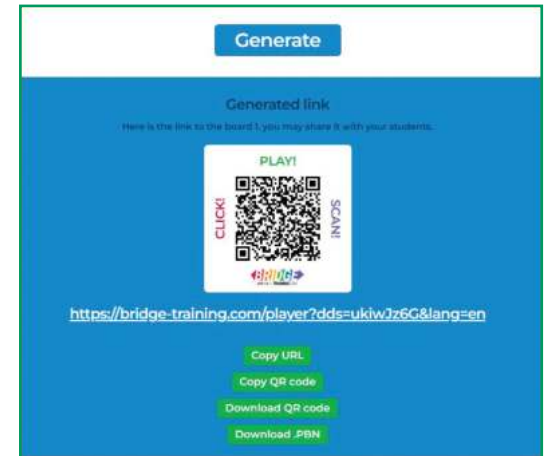 Generate
Generated link
Here is the link to the board 1, you may share it with your students.
PLAY!
CLICK!
SCAN!
BRIDGE
https://bridge-training.com/player?dds=ukiwJz6G&lang=en
Copy URL
Copy QR code
Download QR code
Download .PBN